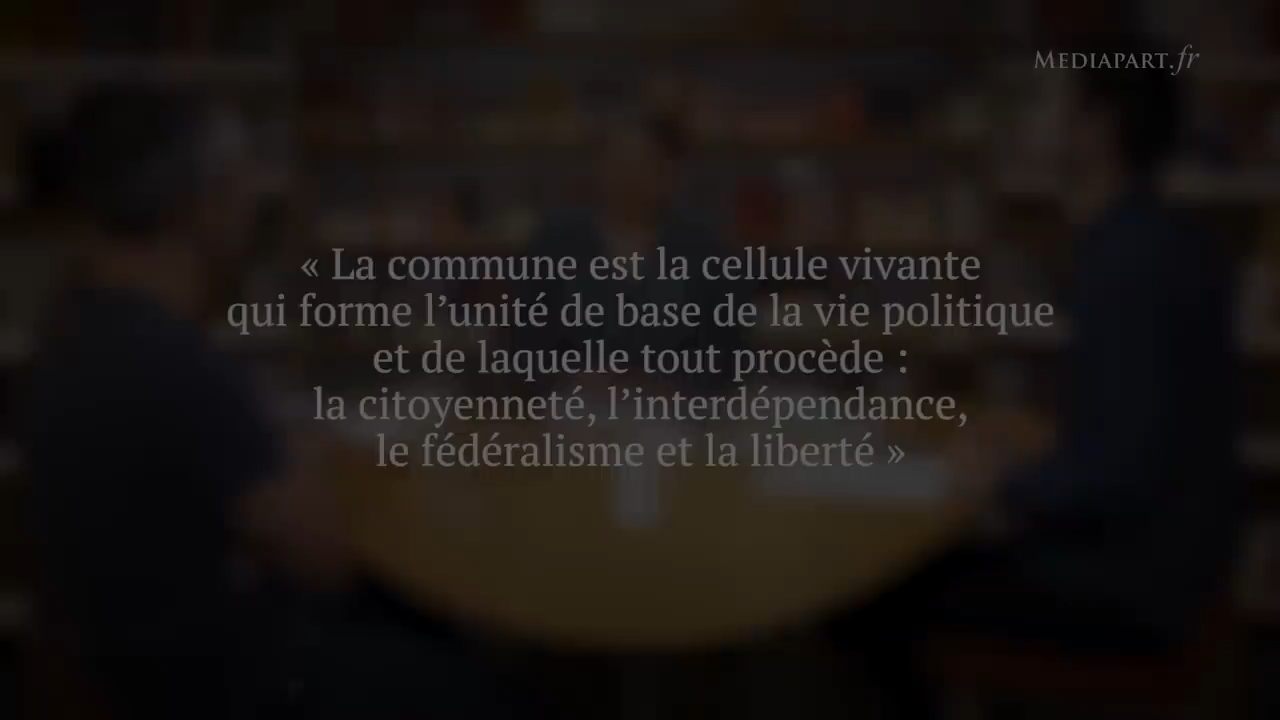 MEDIAPART.fr
« La commune est la cellule vivante
qui forme l’unité de base de la vie politique
et de laquelle tout procède :
la citoyenneté, l’interdépendance,
le fédéralisme et la liberté »